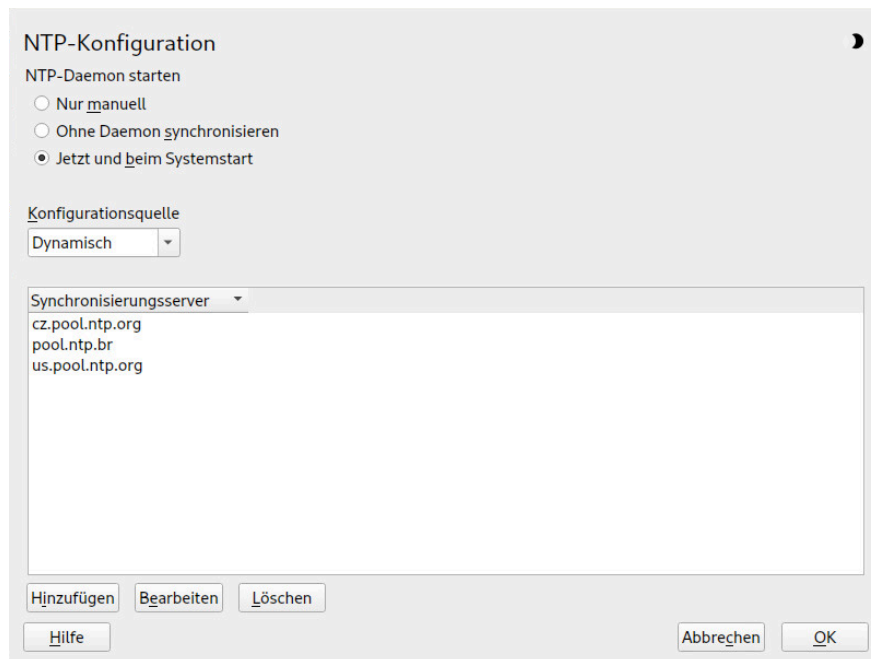 NTP-Konfiguration
NTP-Daemon starten
Nur manuell
Ohne Daemon synchronisieren
Jetzt und beim Systemstart
Konfigurationsquelle
Dynamisch
Synchronisierungsserver
cz.pool.ntp.org
pool.ntp.br
us.pool.ntp.org
Hinzufügen Bearbeiten Löschen
Hilfe Abbrechen OK